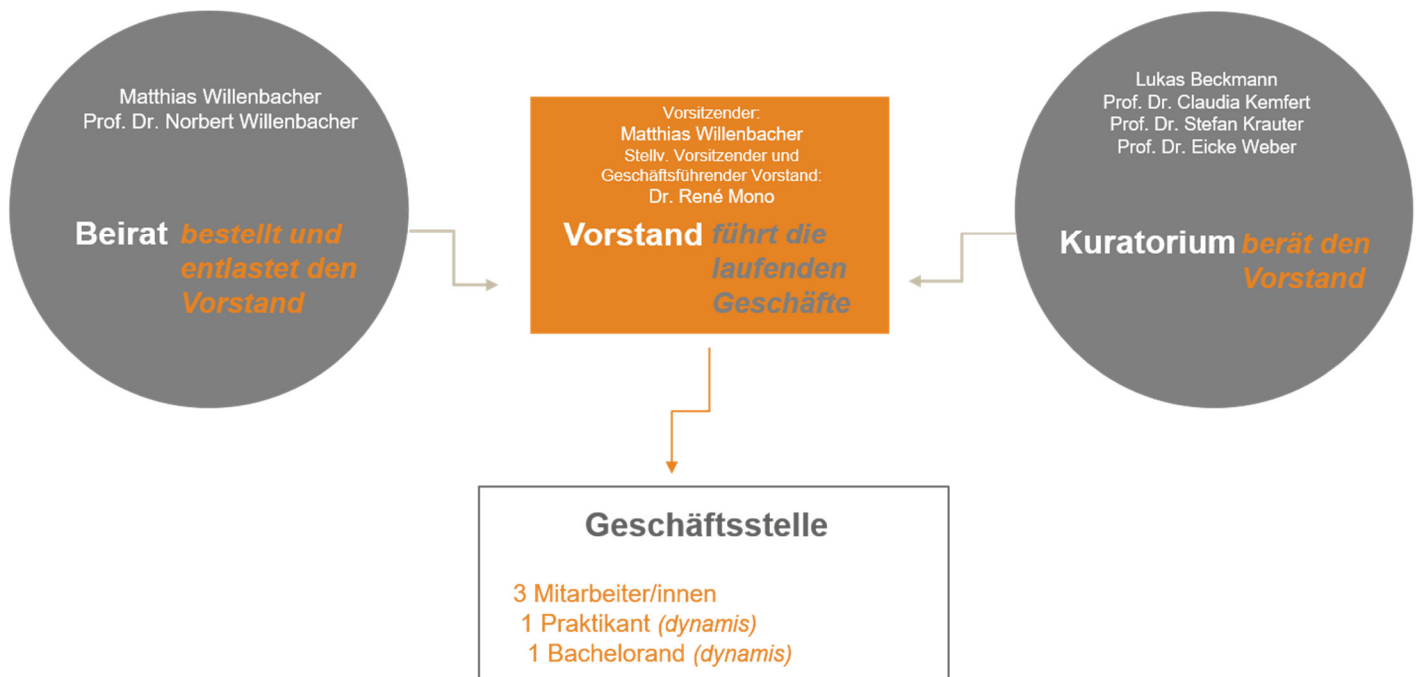 Matthias Willenbacher
Prof. Dr. Norbert Willenbacher
Beirat bestellt und
entlastet den
Vorstand
Vorsitzender:
Matthias Willenbacher
Stellv. Vorsitzender und
Geschäftsführender Vorstand:
Dr. René Mono
Vorstand führt die
laufenden
Geschäfte
Lukas Beckmann
Prof. Dr. Claudia Kemfert
Prof. Dr. Stefan Krauter
Prof. Dr. Eicke Weber
Kuratorium berät den
Vorstand
Geschäftsstelle
3 Mitarbeiter/innen
1 Praktikant (dynamis)
1 Bachelorand (dynamis)